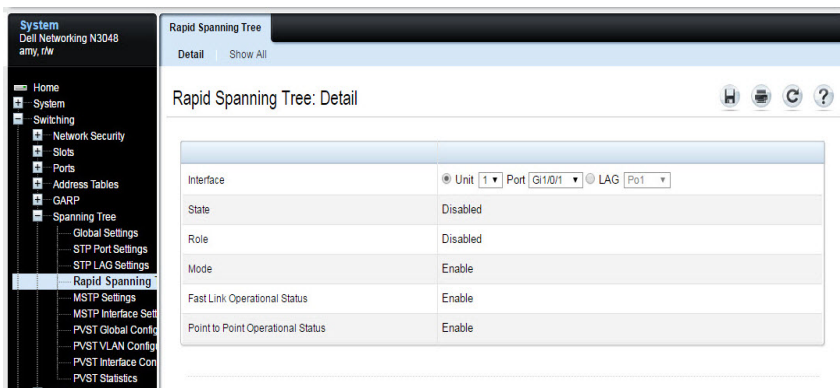 System
Dell Networking N3048
amy, r/w
Rapid Spanning Tree
Detail Show All
Home
System
Switching
Network Security
Slots
Ports
Address Tables
GARP
Spanning Tree
Global Settings
STP Port Settings
STP LAG Settings
Rapid Spanning
MSTP Settings
MSTP Interface Sett
PVST Global Config
PVST VLAN Config
PVST Interface Con
PVST Statistics
Rapid Spanning Tree: Detail
Interface Unit 1 Port Gi1/0/1 LAG Po1
State Disabled
Role Disabled
Mode Enable
Fast Link Operational Status Enable
Point to Point Operational Status Enable